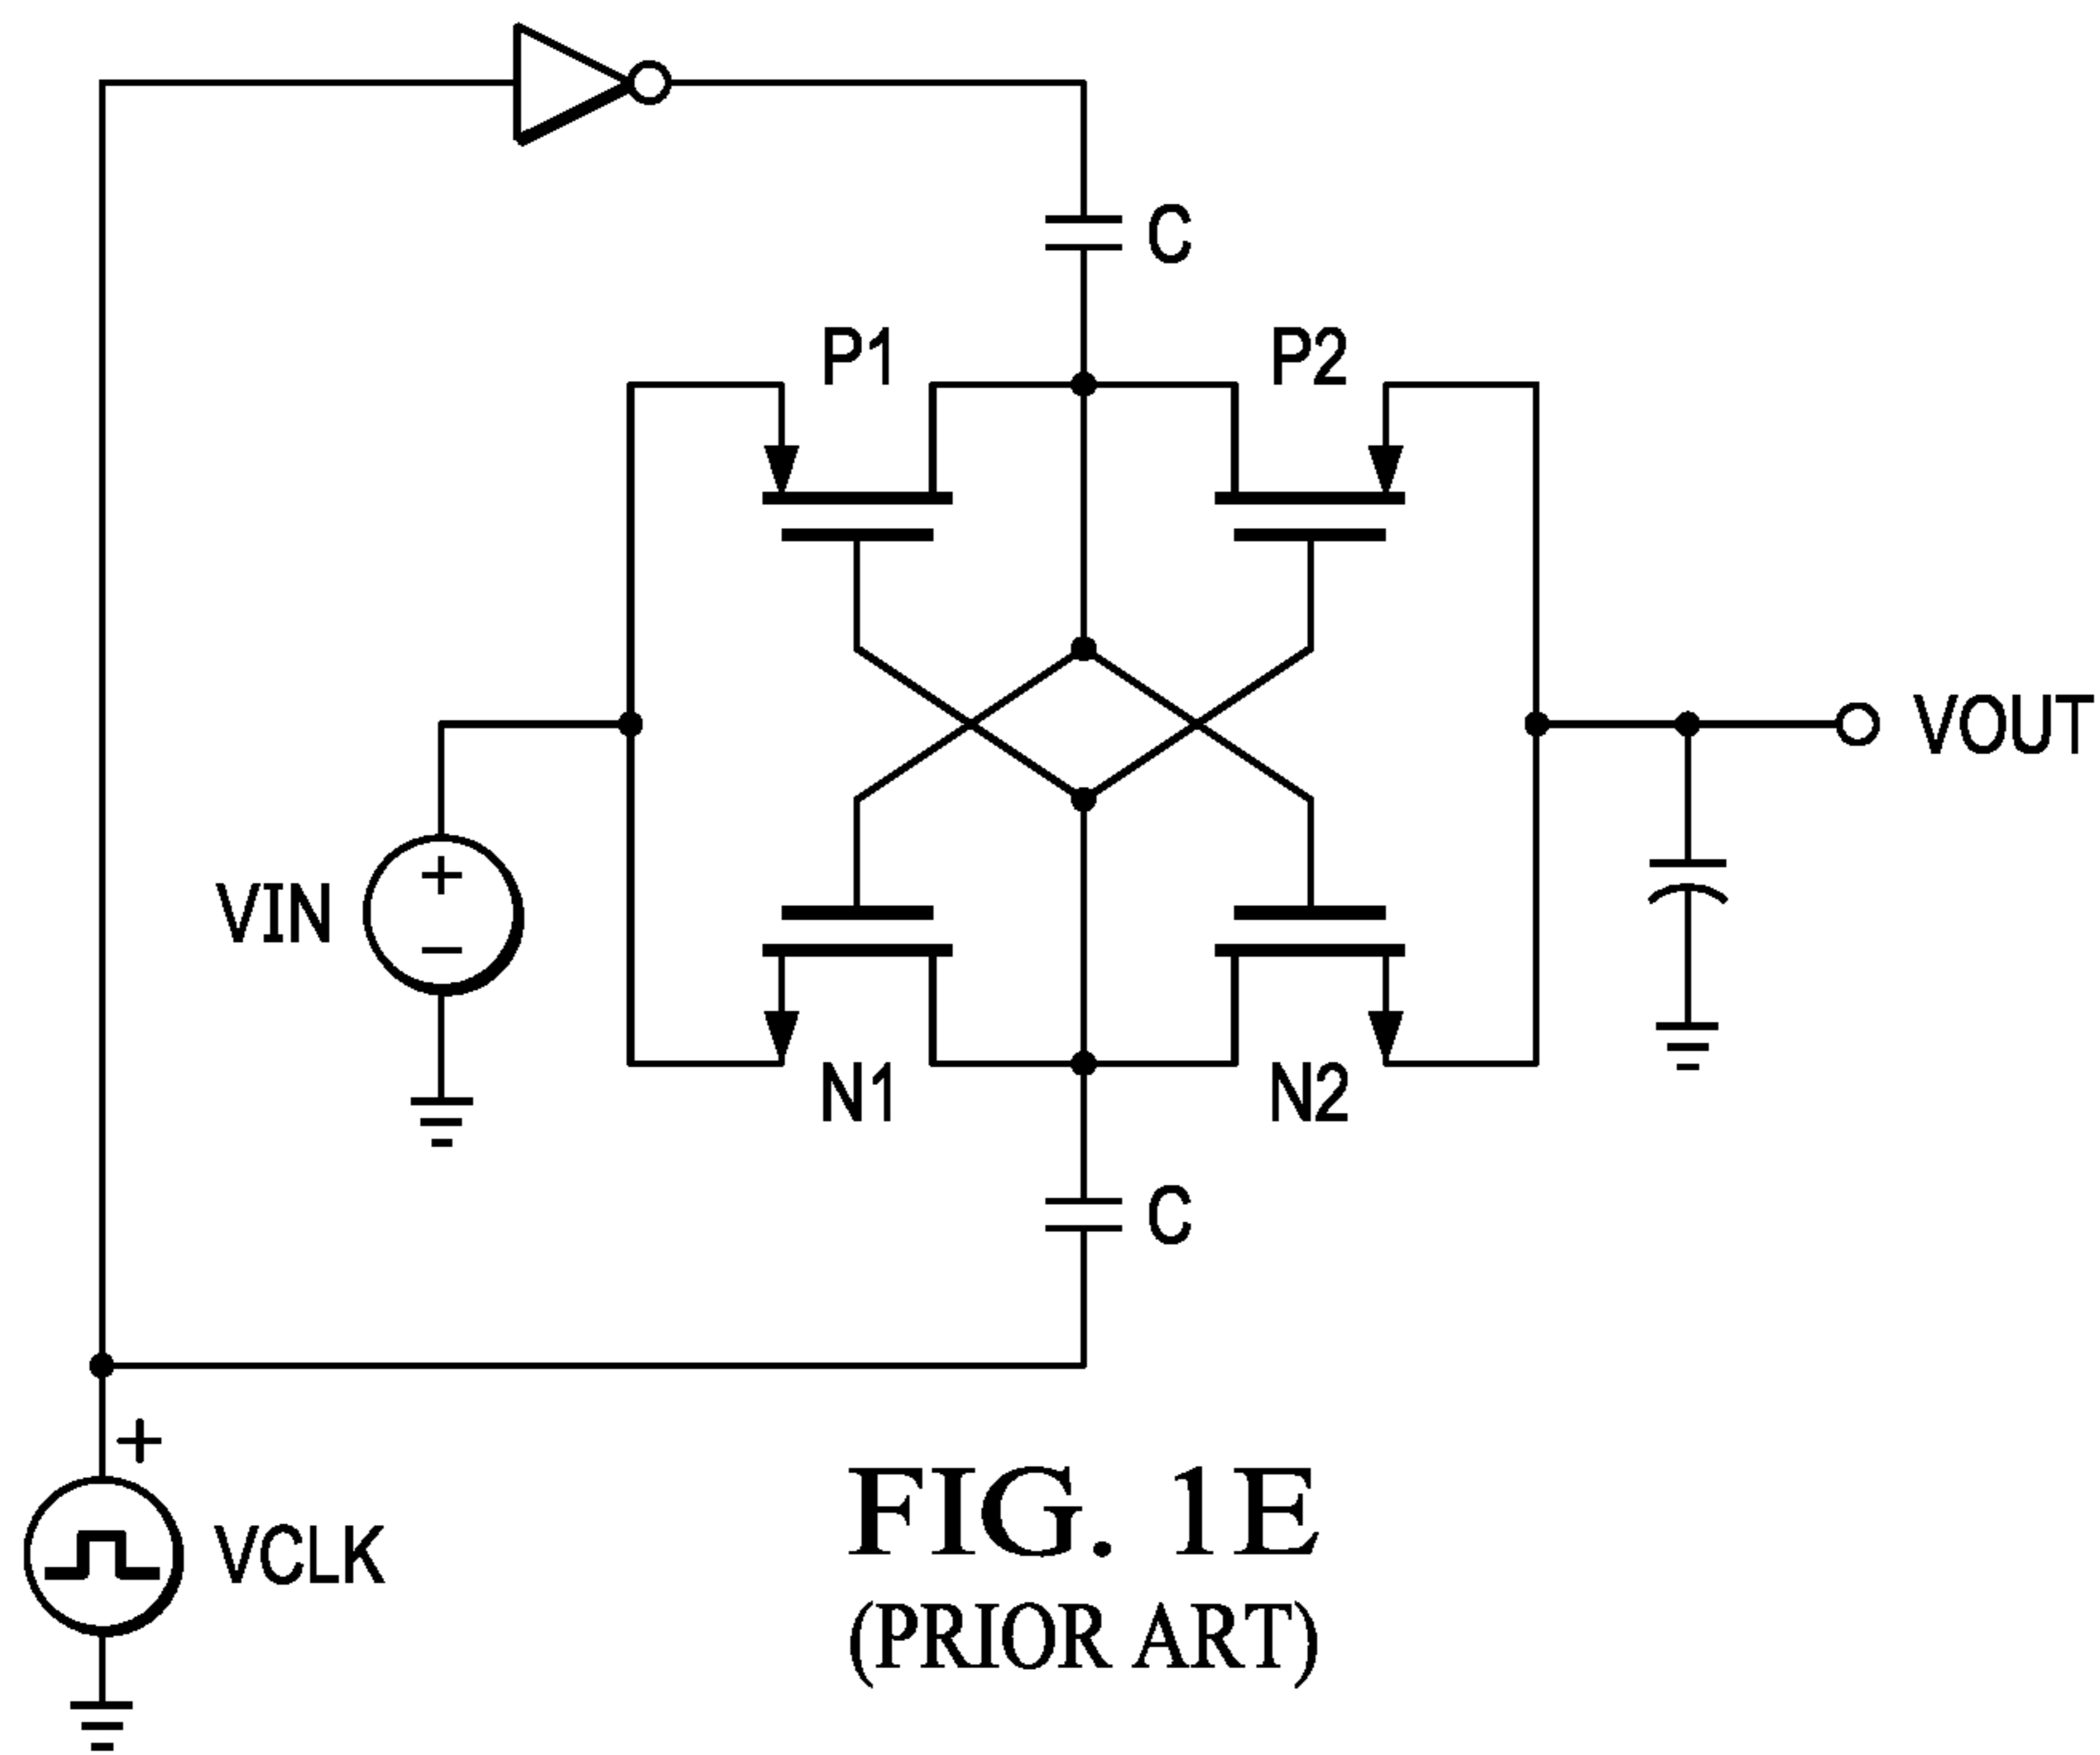 C
P1
P2
VOUT
VIN
+
−
N1
N2
C
+
VCLK
FIG. 1E
(PRIOR ART)